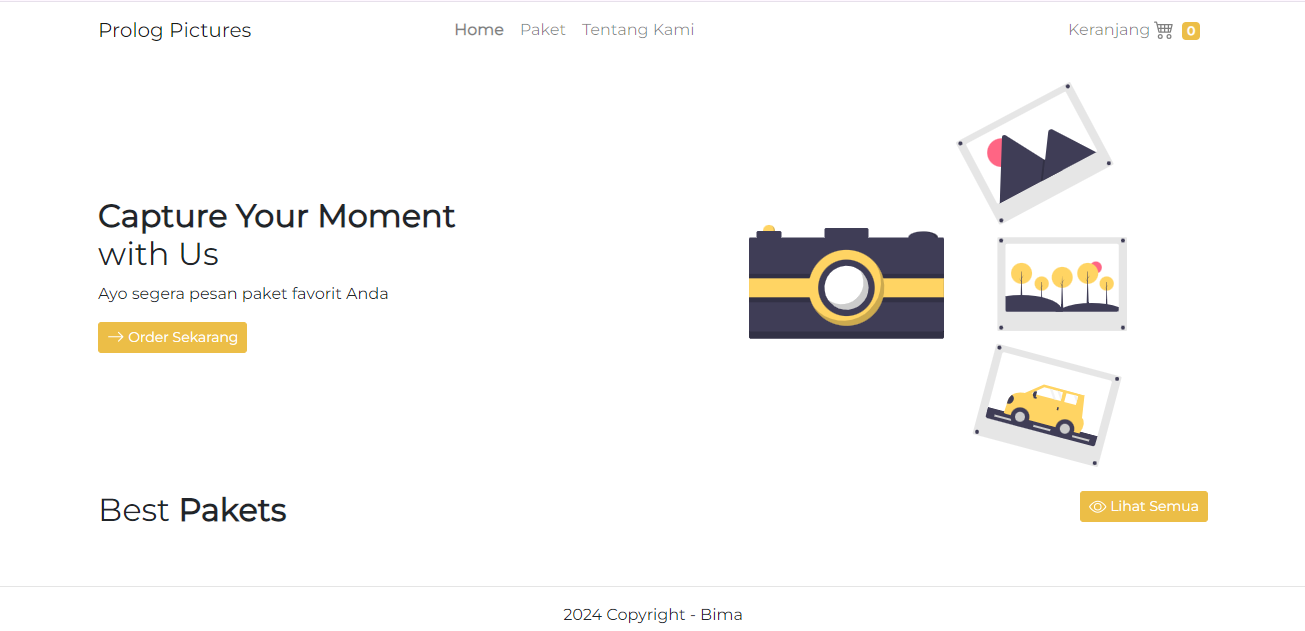 Prolog Pictures
Home Paket Tentang Kami
Keranjang 0
Capture Your Moment
with Us
Ayo segera pesan paket favorit Anda
Order Sekarang
Best Pakets
Lihat Semua
2024 Copyright - Bima